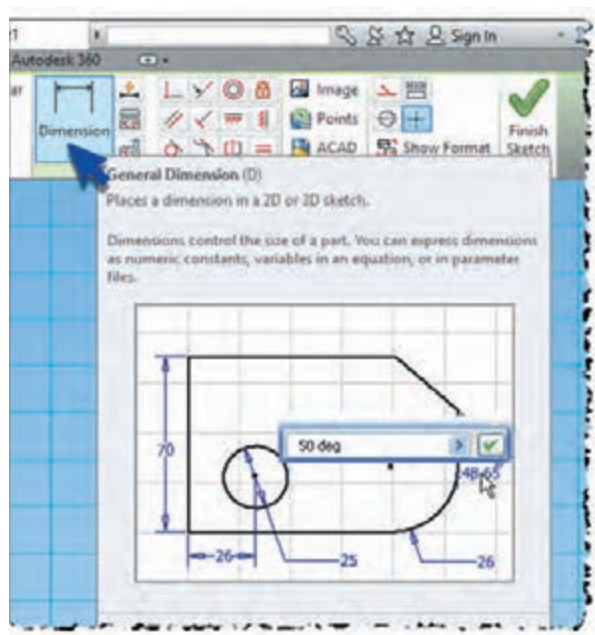 Sign In
Autodesk 360
Dimension
Image
Points
ACAD
Show Format
Finish
Sketch
General Dimension (D)
Places a dimension in a 2D or 3D sketch.
Dimensions control the size of a part. You can express dimensions
as numeric constants, variables in an equation, or in parameter
files.
50 deg
70
48.65
26
25
26